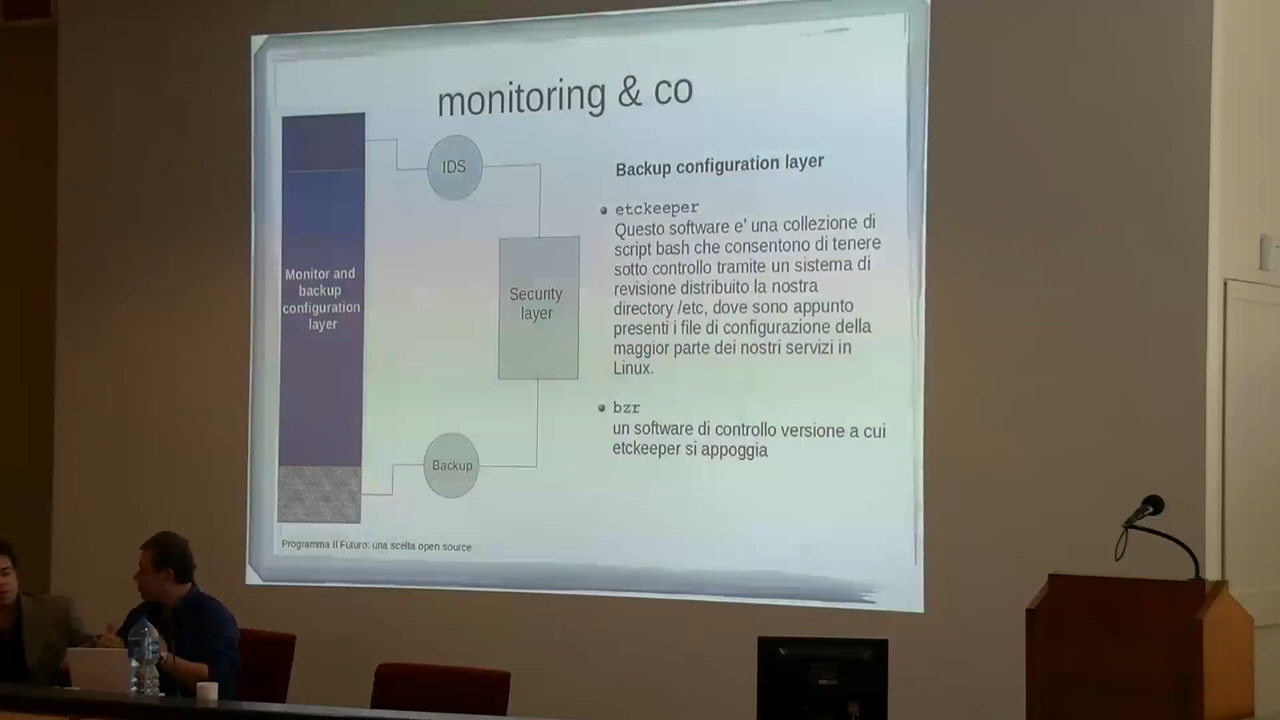 monitoring & co
IDS
Monitor and
backup
configuration
layer
Security
layer
Backup
Backup configuration layer
etckeeper
Questo software e' una collezione di
script bash che consentono di tenere
sotto controllo tramite un sistema di
revisione distribuito la nostra
directory /etc, dove sono appunto
presenti i file di configurazione della
maggior parte dei nostri servizi in
Linux.
bzr
un software di controllo versione a cui
etckeeper si appoggia
Programma Il Futuro: una scelta open source